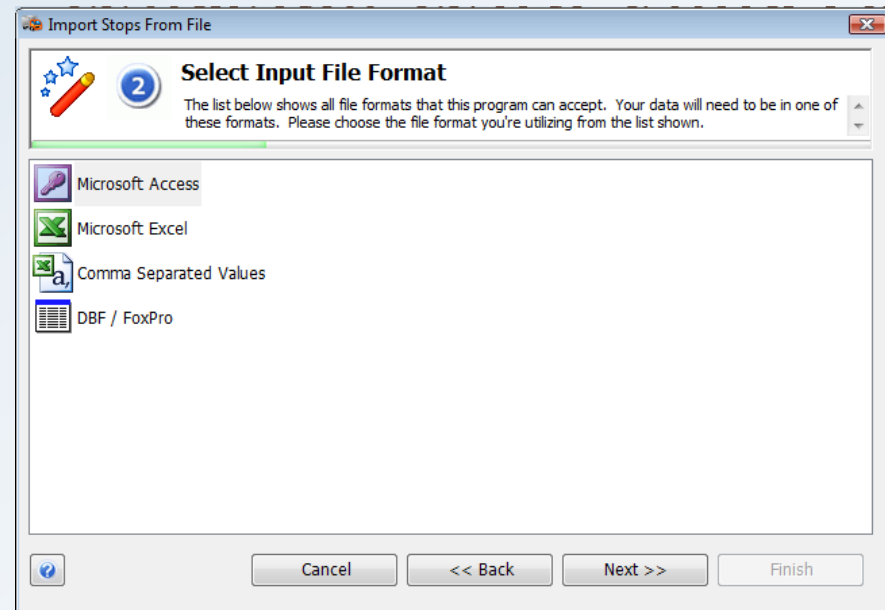 Import Stops From File
2
Select Input File Format
The list below shows all file formats that this program can accept. Your data will need to be in one of
these formats. Please choose the file format you're utilizing from the list shown.
Microsoft Access
Microsoft Excel
Comma Separated Values
DBF / FoxPro
Cancel
<< Back
Next >>
Finish